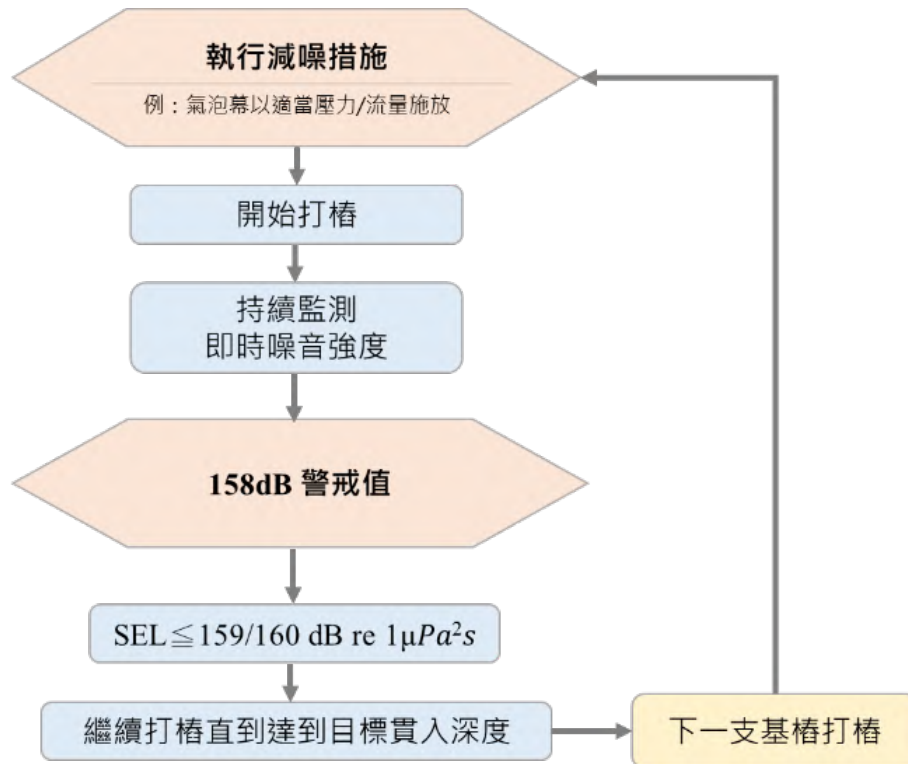 執行減噪措施
例：氣泡幕以適當壓力/流量施放
開始打樁
持續監測
即時噪音強度
158dB 警戒值
SEL≦159/160 dB re 1μPa²s
繼續打樁直到達到目標貫入深度
下一支基樁打樁